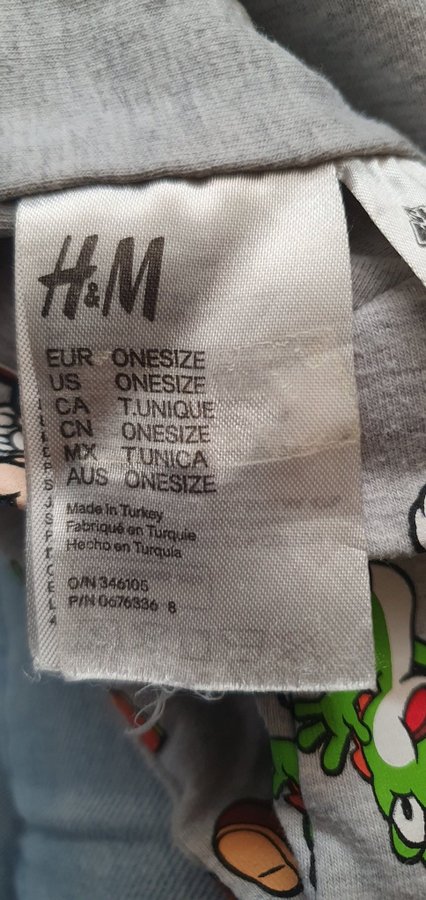 H&M
EUR ONESIZE
US ONESIZE
CA T.UNIQUE
CN ONESIZE
MX T.UNICA
AUS ONESIZE
Made in Turkey
Fabriqué en Turquie
Hecho en Turquía
O/N 346105
P/N 0676336 8